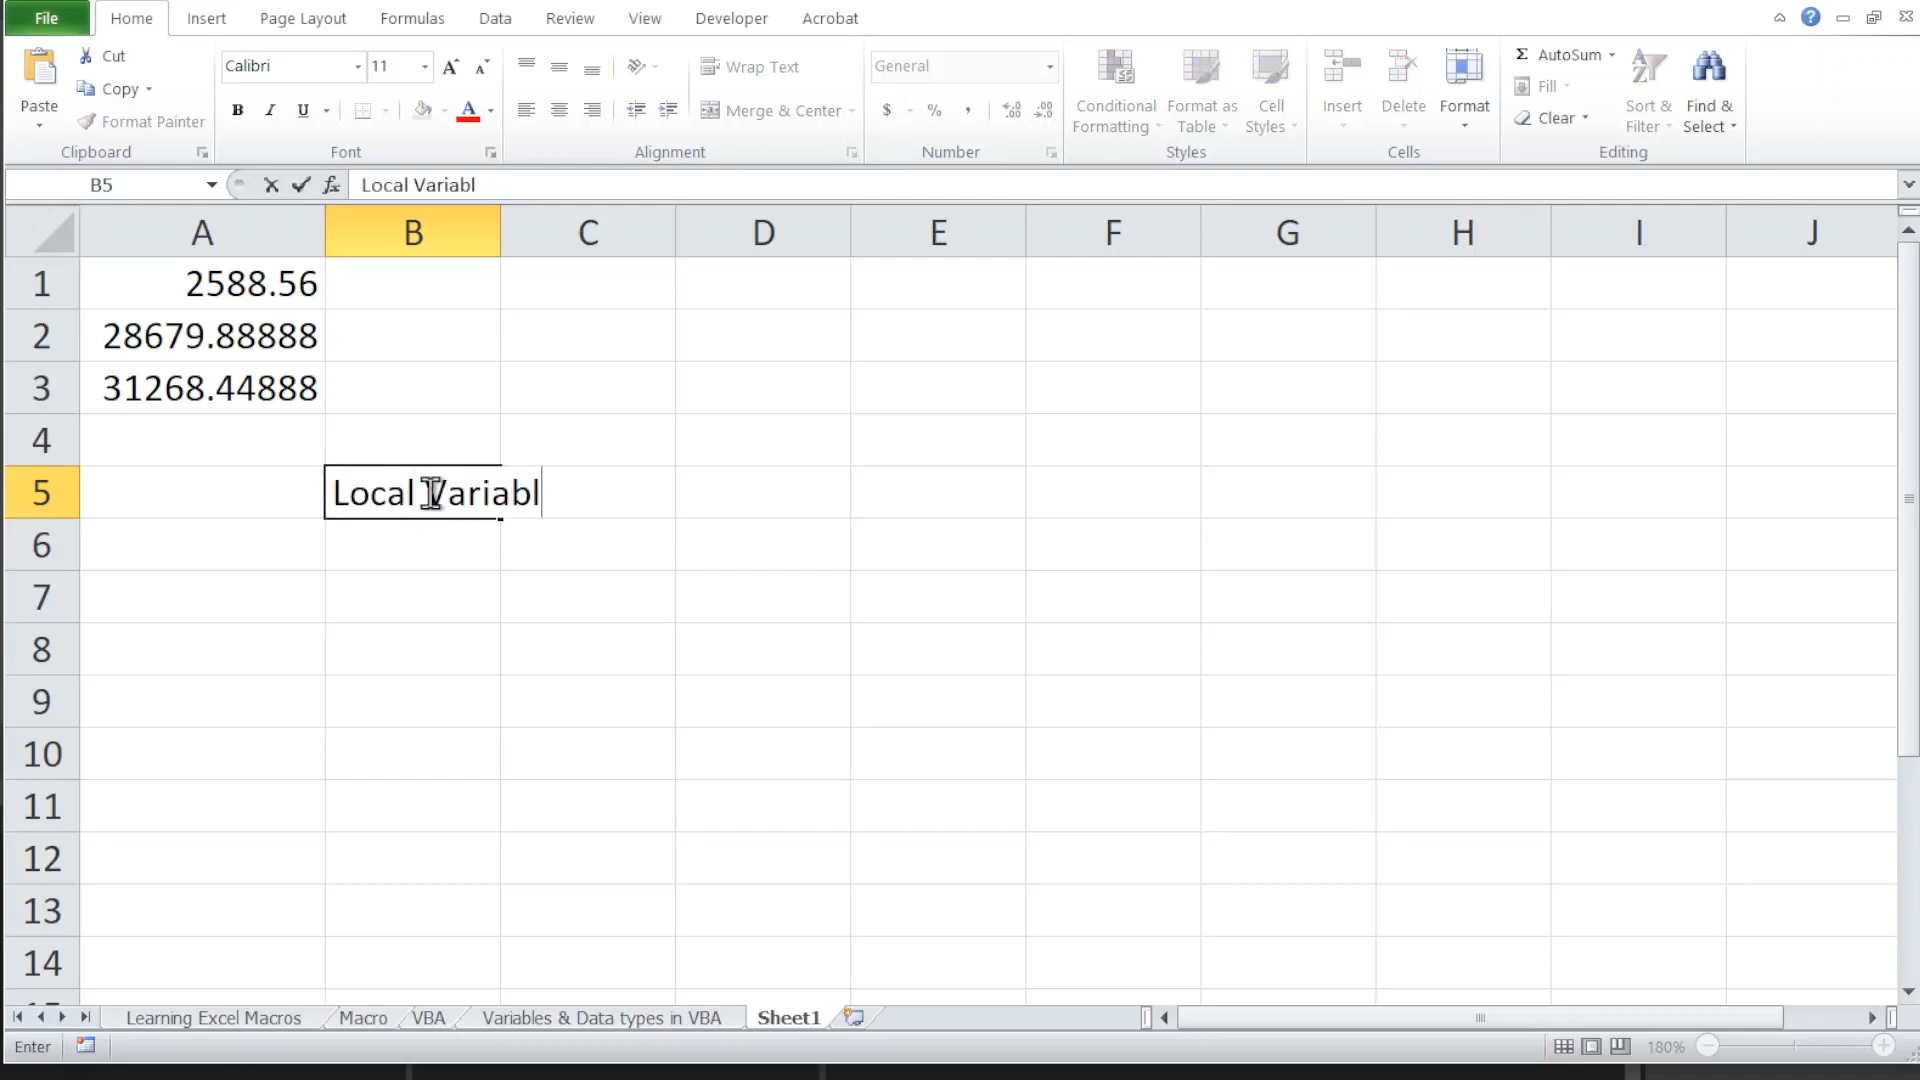 File Home Insert Page Layout Formulas Data Review View Developer Acrobat
Cut
Copy
Format Painter
Paste
Clipboard
Calibri 11
B I U
Font
Wrap Text
Merge & Center
Alignment
General
$ % ,
Number
Conditional Formatting
Format as Table
Cell Styles
Styles
Insert Delete Format
Cells
Σ AutoSum
Fill
Clear
Sort & Filter
Find & Select
Editing
B5 fx Local Variabl
A B C D E F G H I J
1 2588.56
2 28679.88888
3 31268.44888
4
5 Local Variabl
6
7
8
9
10
11
12
13
14
Learning Excel Macros Macro VBA Variables & Data types in VBA Sheet1
Enter 180%